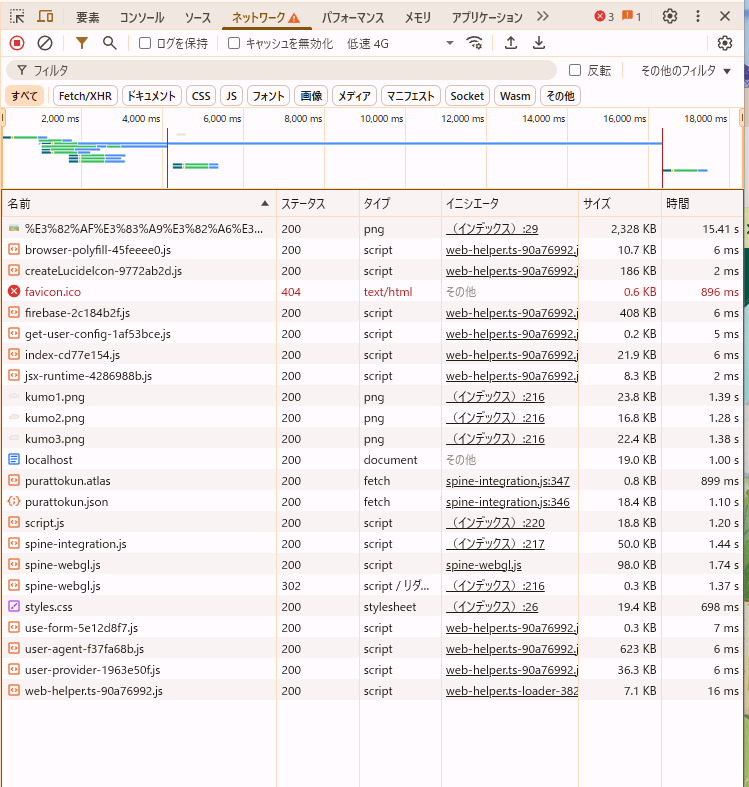 要素 コンソール ソース ネットワーク パフォーマンス メモリ アプリケーション 3 1
ログを保持 キャッシュを無効化 低速 4G
フィルタ 反転 その他のフィルタ
すべて Fetch/XHR ドキュメント CSS JS フォント 画像 メディア マニフェスト Socket Wasm その他
2,000 ms 4,000 ms 6,000 ms 8,000 ms 10,000 ms 12,000 ms 14,000 ms 16,000 ms 18,000 ms
名前 ステータス タイプ イニシエータ サイズ 時間
%E3%82%AF%E3%83%A9%E3%82%A6%E3... 200 png （インデックス）:29 2,328 KB 15.41 s
browser-polyfill-45feeee0.js 200 script web-helper.ts-90a76992.j 10.7 KB 6 ms
createLucideIcon-9772ab2d.js 200 script web-helper.ts-90a76992.j 186 KB 2 ms
favicon.ico 404 text/html その他 0.6 KB 896 ms
firebase-2c184b2f.js 200 script web-helper.ts-90a76992.j 408 KB 6 ms
get-user-config-1af53bce.js 200 script web-helper.ts-90a76992.j 0.2 KB 5 ms
index-cd77e154.js 200 script web-helper.ts-90a76992.j 21.9 KB 6 ms
jsx-runtime-4286988b.js 200 script web-helper.ts-90a76992.j 8.3 KB 2 ms
kumo1.png 200 png （インデックス）:216 23.8 KB 1.39 s
kumo2.png 200 png （インデックス）:216 16.8 KB 1.28 s
kumo3.png 200 png （インデックス）:216 22.4 KB 1.38 s
localhost 200 document その他 19.0 KB 1.00 s
purattokun.atlas 200 fetch spine-integration.js:347 0.8 KB 899 ms
purattokun.json 200 fetch spine-integration.js:346 18.4 KB 1.10 s
script.js 200 script （インデックス）:220 18.8 KB 1.20 s
spine-integration.js 200 script （インデックス）:217 50.0 KB 1.44 s
spine-webgl.js 200 script spine-webgl.js 98.0 KB 1.74 s
spine-webgl.js 302 script / リダ... （インデックス）:216 0.3 KB 1.37 s
styles.css 200 stylesheet （インデックス）:26 19.4 KB 698 ms
use-form-5e12d8f7.js 200 script web-helper.ts-90a76992.j 0.3 KB 7 ms
user-agent-f37fa68b.js 200 script web-helper.ts-90a76992.j 623 KB 6 ms
user-provider-1963e50f.js 200 script web-helper.ts-90a76992.j 36.3 KB 6 ms
web-helper.ts-90a76992.js 200 script web-helper.ts-loader-382 7.1 KB 16 ms